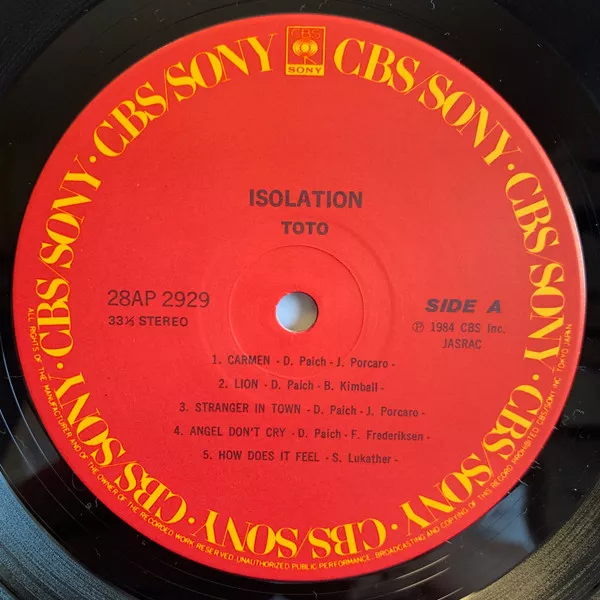 CBS
SONY
CBS/SONY · CBS/SONY · CBS/SONY · CBS/SONY · CBS/SONY · CBS/SONY · CBS/SONY · CBS/SONY
ISOLATION
TOTO
28AP 2929
33⅓ STEREO
SIDE A
Ⓟ 1984 CBS Inc.
JASRAC
1. CARMEN - D. Paich - J. Porcaro -
2. LION - D. Paich - B. Kimball -
3. STRANGER IN TOWN - D. Paich - J. Porcaro -
4. ANGEL DON'T CRY - D. Paich - F. Frederiksen -
5. HOW DOES IT FEEL - S. Lukather -
ALL RIGHTS OF THE MANUFACTURER AND OF THE OWNER OF THE RECORDED WORK RESERVED. UNAUTHORIZED PUBLIC PERFORMANCE, BROADCASTING AND COPYING OF THIS RECORD PROHIBITED CBS/SONY INC. TOKYO JAPAN